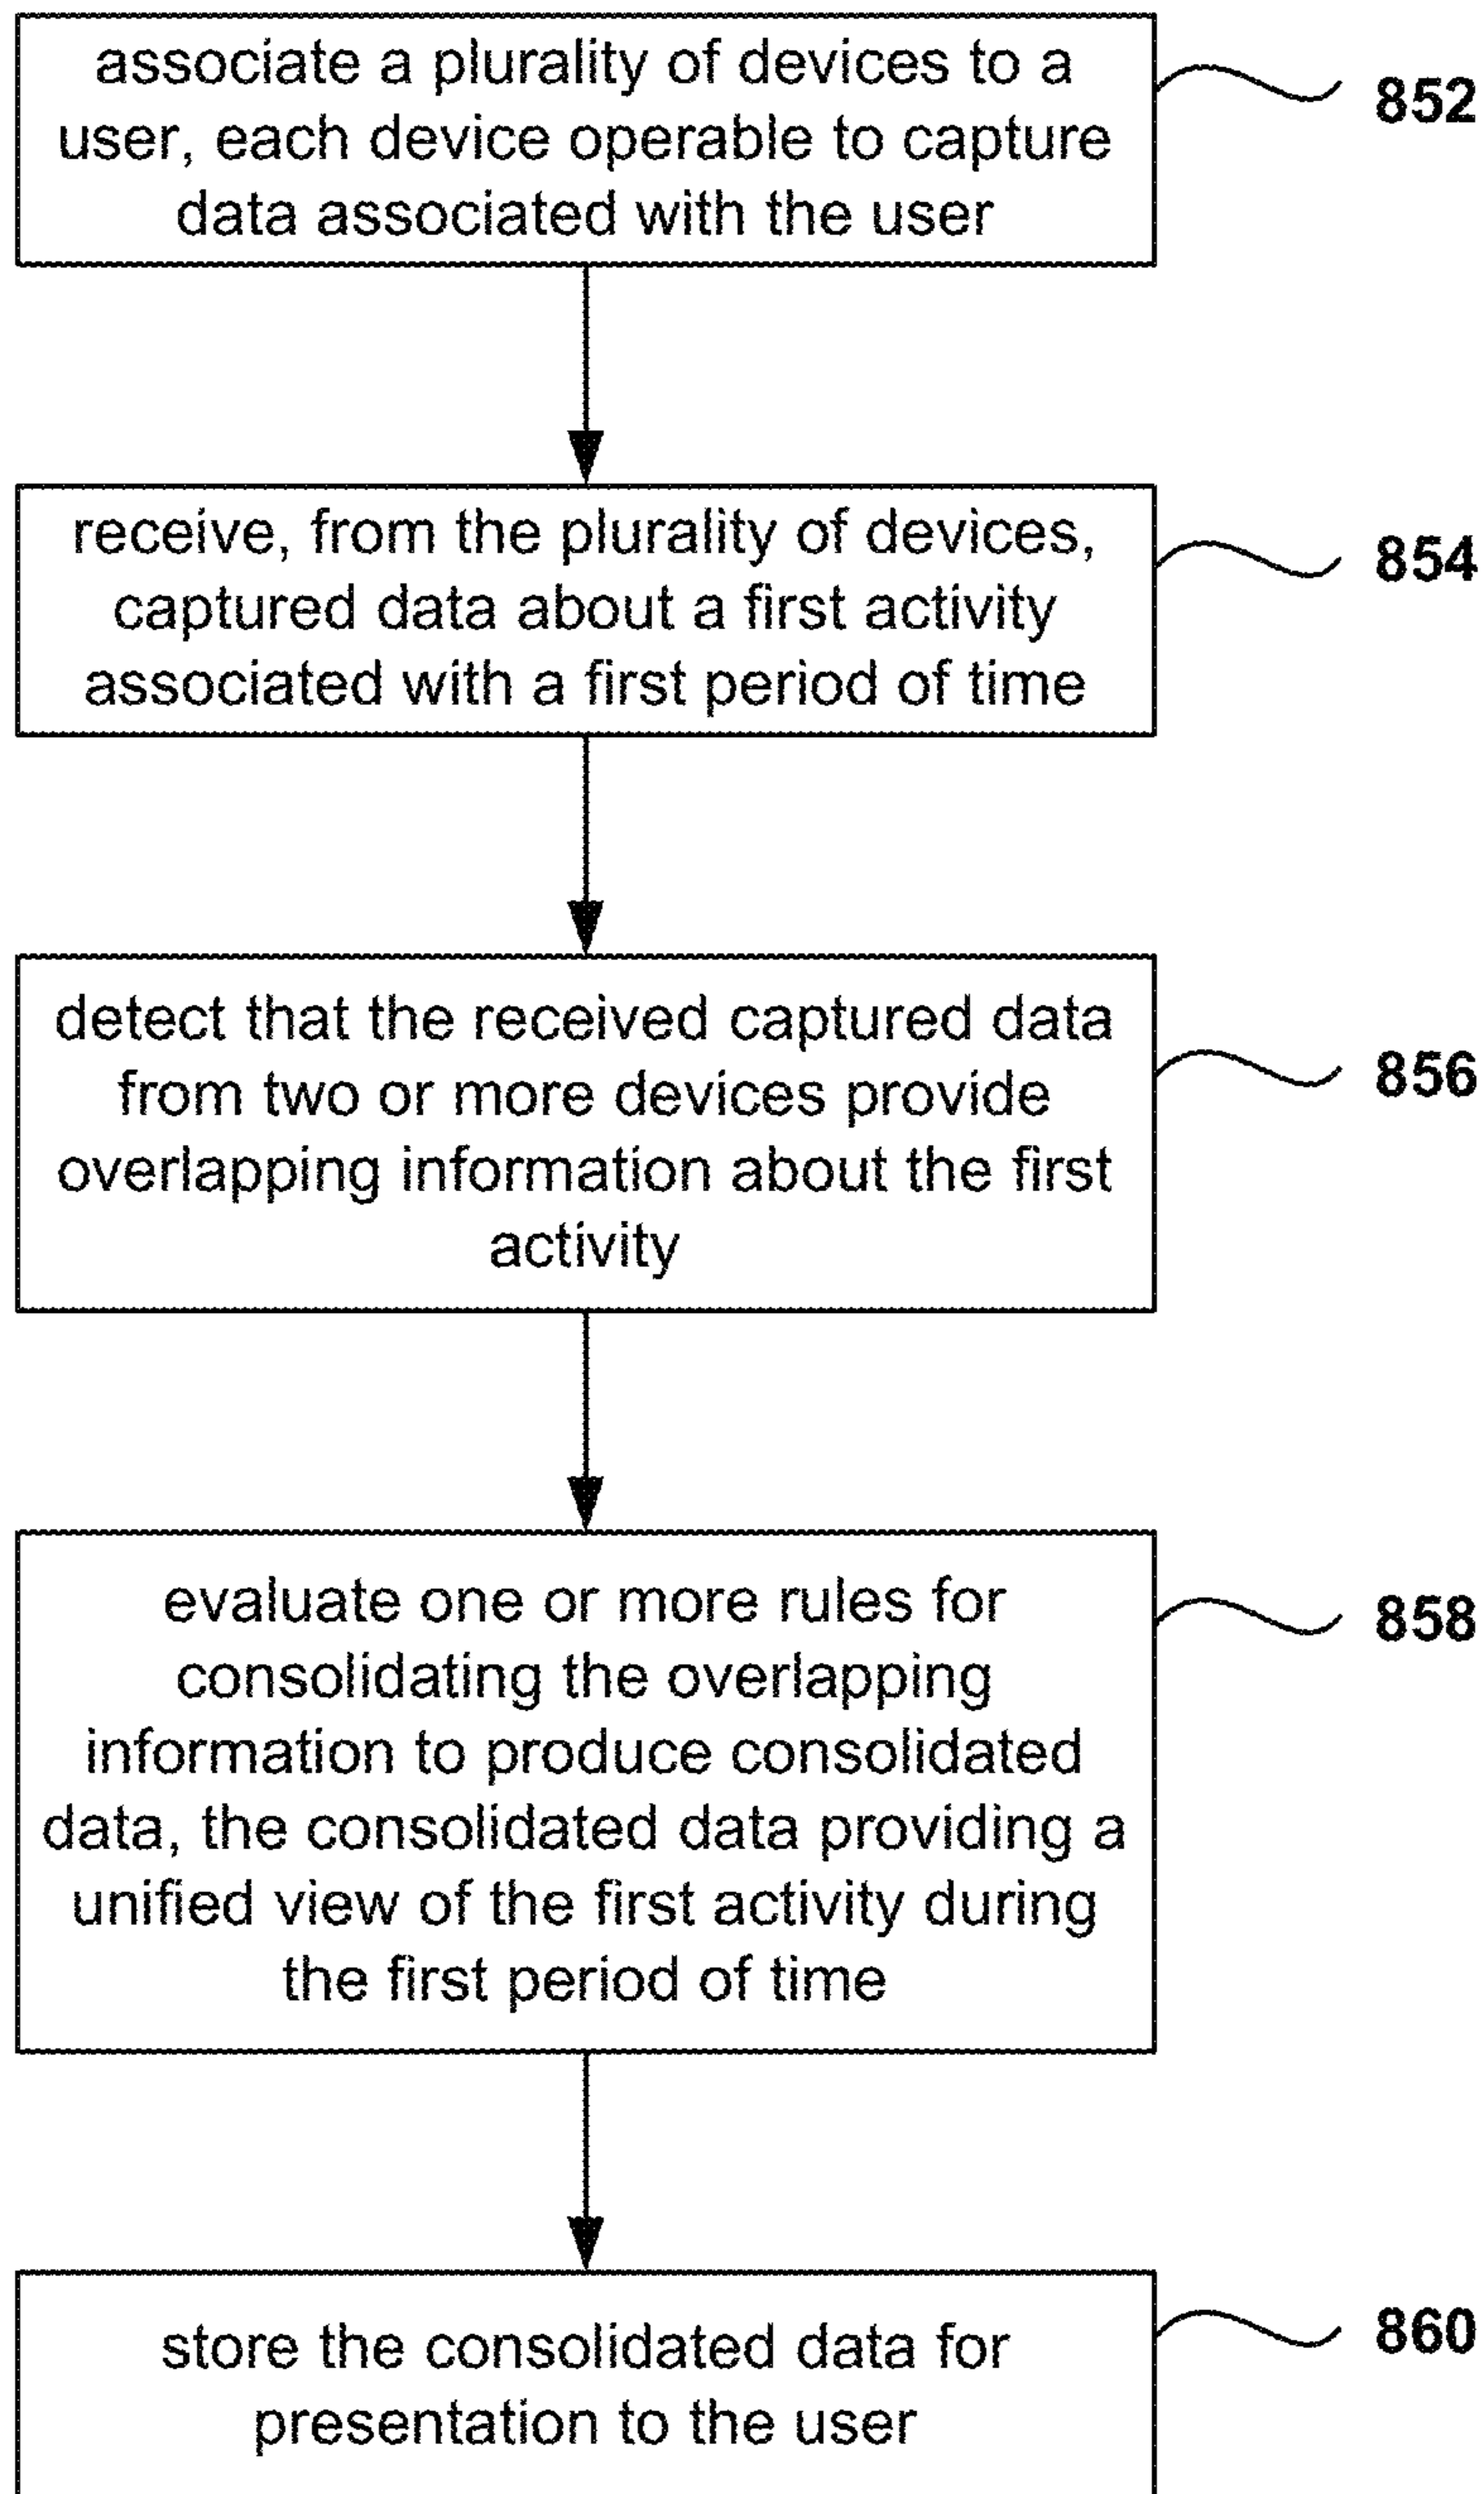 associate a plurality of devices to a
user, each device operable to capture
data associated with the user
852
receive, from the plurality of devices,
captured data about a first activity
associated with a first period of time
854
detect that the received captured data
from two or more devices provide
overlapping information about the first
activity
856
evaluate one or more rules for
consolidating the overlapping
information to produce consolidated
data, the consolidated data providing a
unified view of the first activity during
the first period of time
858
store the consolidated data for
presentation to the user
860